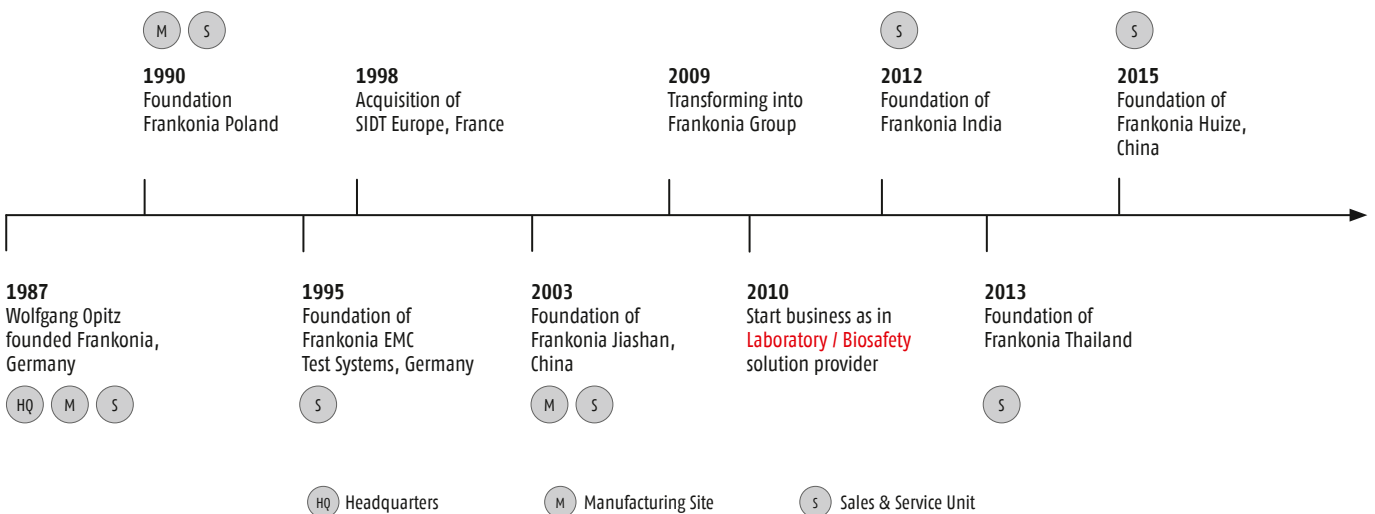 M S
1990
Foundation
Frankonia Poland
1998
Acquisition of
SIDT Europe, France
2009
Transforming into
Frankonia Group
S
2012
Foundation of
Frankonia India
S
2015
Foundation of
Frankonia Huize,
China
1987
Wolfgang Opitz
founded Frankonia,
Germany
HQ M S
1995
Foundation of
Frankonia EMC
Test Systems, Germany
S
2003
Foundation of
Frankonia Jiashan,
China
M S
2010
Start business as in
Laboratory / Biosafety
solution provider
2013
Foundation of
Frankonia Thailand
S
HQ Headquarters
M Manufacturing Site
S Sales & Service Unit